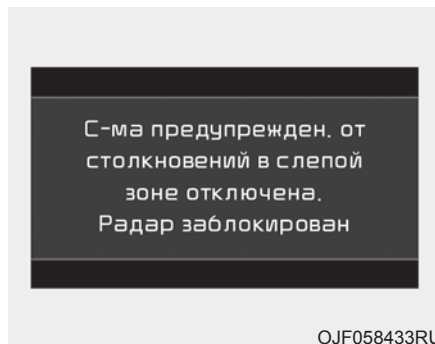 С-ма предупрежден. от
столкновений в слепой
зоне отключена.
Радар заблокирован
OJF058433RU